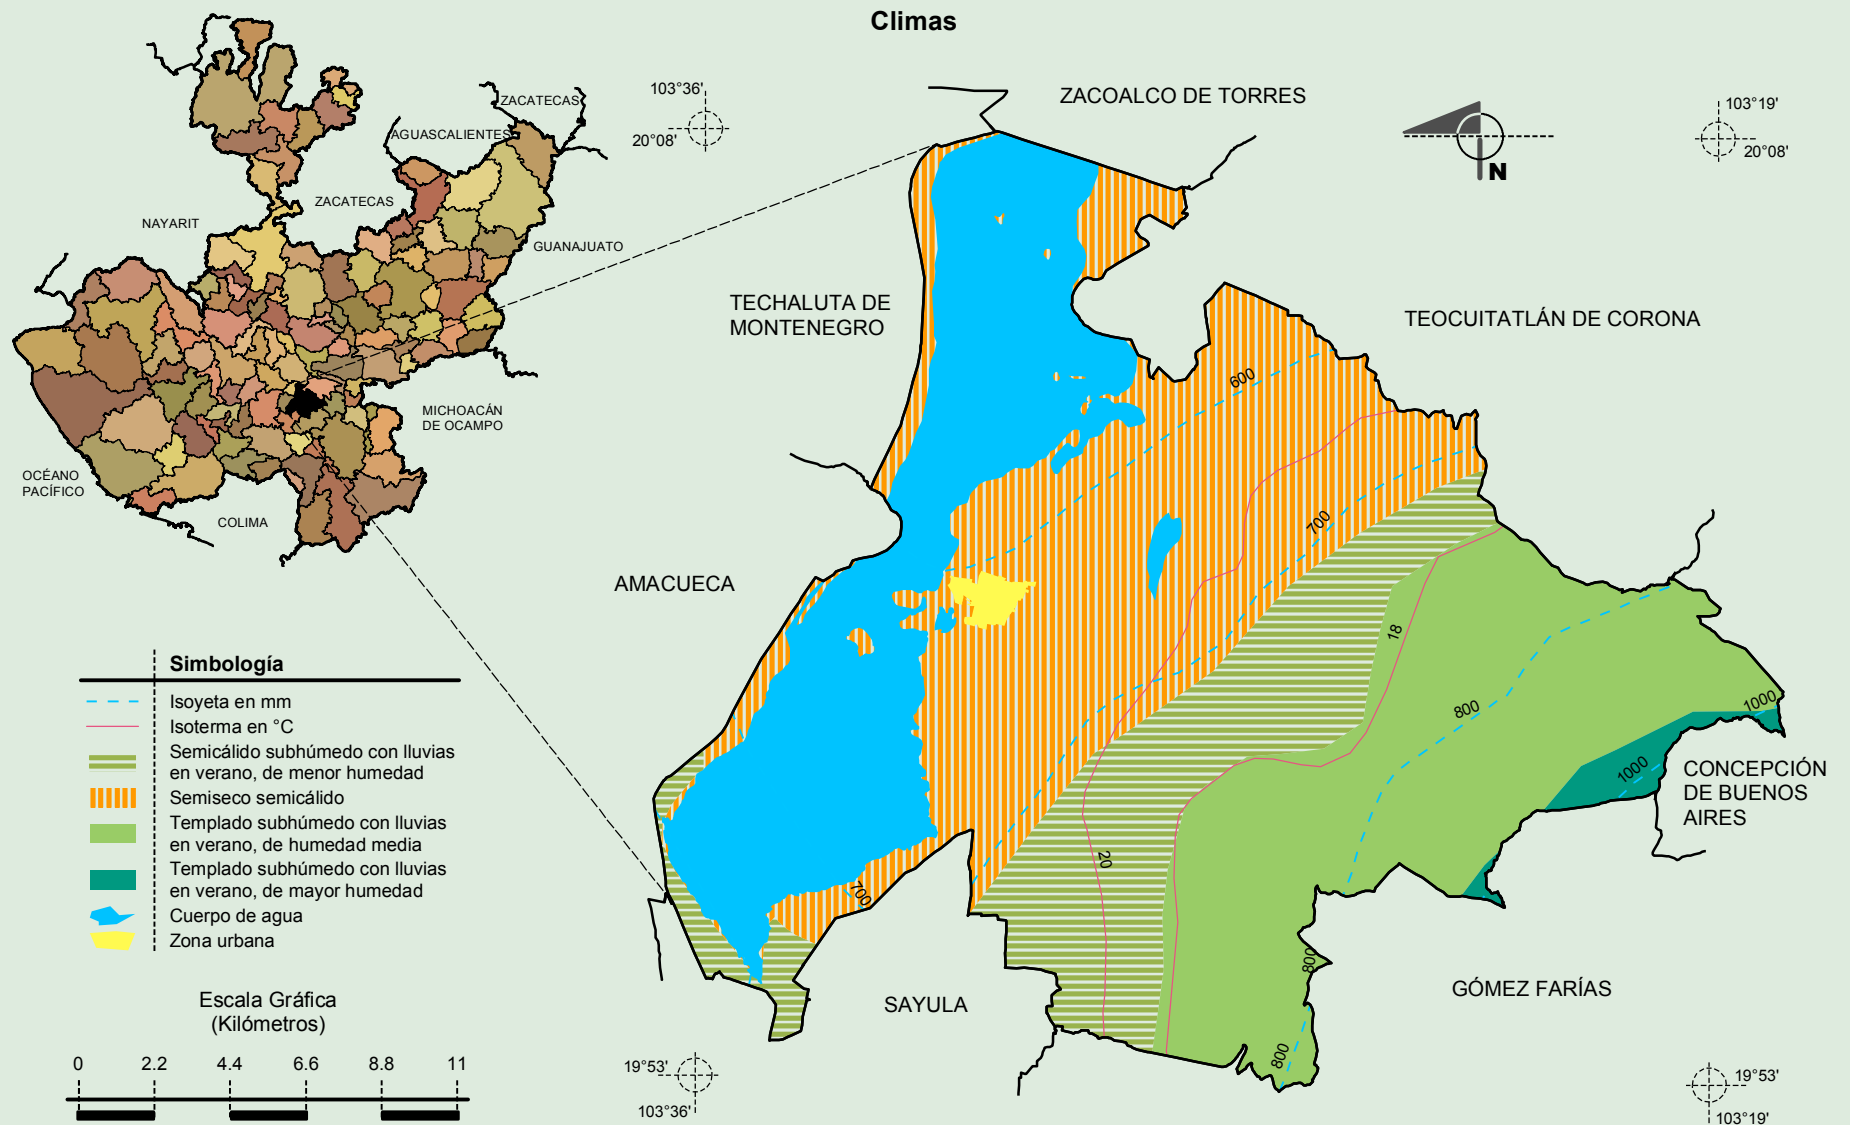 Climas
ZACATECAS
AGUASCALIENTES
ZACATECAS
NAYARIT
GUANAJUATO
MICHOACÁN
DE OCAMPO
OCÉANO
PACÍFICO
COLIMA
103°36'
20°08'
103°19'
20°08'
N
ZACOALCO DE TORRES
TECHALUTA DE
MONTENEGRO
TEOCUITATLÁN DE CORONA
AMACUECA
CONCEPCIÓN
DE BUENOS
AIRES
SAYULA
GÓMEZ FARÍAS
600
700
18
800
1000
1000
20
700
800
800
Simbología
Isoyeta en mm
Isoterma en °C
Semicálido subhúmedo con lluvias
en verano, de menor humedad
Semiseco semicálido
Templado subhúmedo con lluvias
en verano, de humedad media
Templado subhúmedo con lluvias
en verano, de mayor humedad
Cuerpo de agua
Zona urbana
Escala Gráfica
(Kilómetros)
0 2.2 4.4 6.6 8.8 11
19°53'
103°36'
19°53'
103°19'